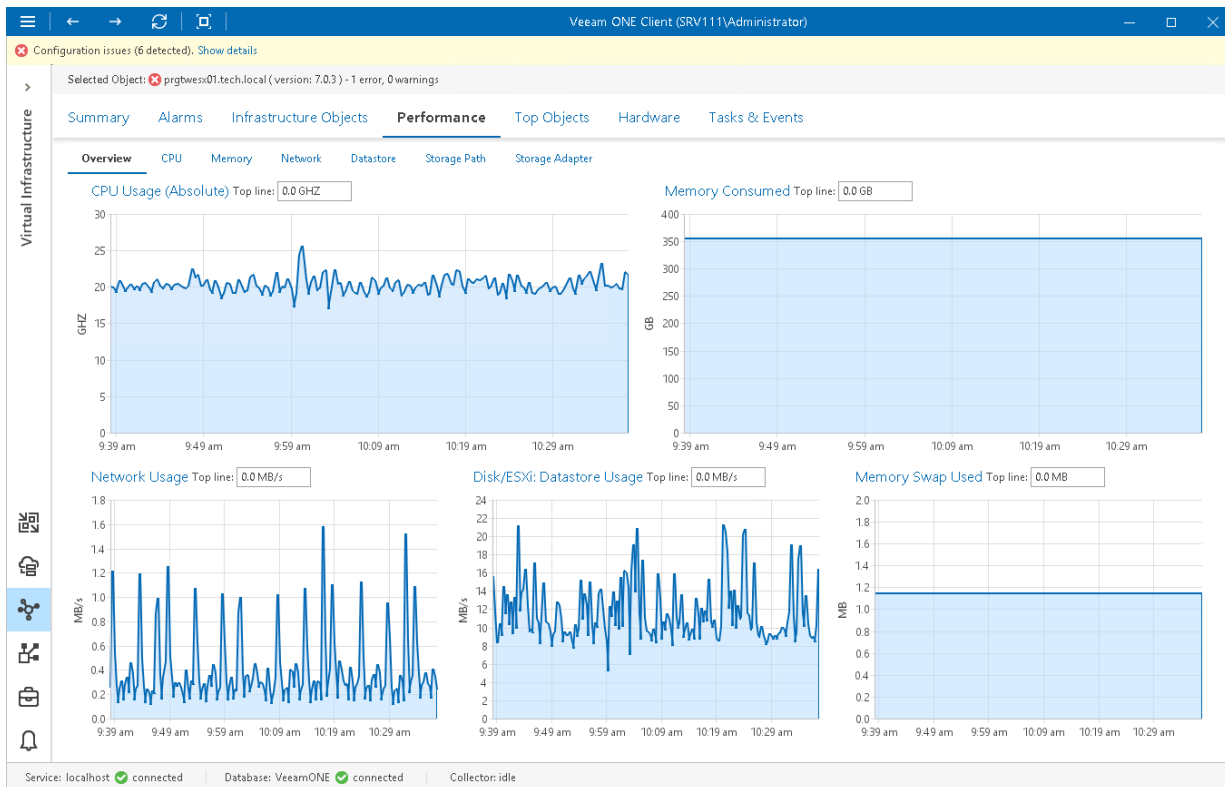 Veeam ONE Client (SRV111\Administrator)
Configuration issues (6 detected). Show details
Selected Object: prgtwesx01.tech.local ( version: 7.0.3 ) - 1 error, 0 warnings
Virtual Infrastructure
Summary Alarms Infrastructure Objects Performance Top Objects Hardware Tasks & Events
Overview CPU Memory Network Datastore Storage Path Storage Adapter
CPU Usage (Absolute) Top line: 0.0 GHZ
30
25
20
15
10
5
0
GHZ
9:39 am 9:49 am 9:59 am 10:09 am 10:19 am 10:29 am
Memory Consumed Top line: 0.0 GB
400
350
300
250
200
150
100
50
0
GB
9:39 am 9:49 am 9:59 am 10:09 am 10:19 am 10:29 am
Network Usage Top line: 0.0 MB/s
1.8
1.6
1.4
1.2
1.0
0.8
0.6
0.4
0.2
0.0
MB/s
9:39 am 9:49 am 9:59 am 10:09 am 10:19 am 10:29 am
Disk/ESXi: Datastore Usage Top line: 0.0 MB/s
24
22
20
18
16
14
12
10
8
6
4
2
0
MB/s
9:39 am 9:49 am 9:59 am 10:09 am 10:19 am 10:29 am
Memory Swap Used Top line: 0.0 MB
2.0
1.8
1.6
1.4
1.2
1.0
0.8
0.6
0.4
0.2
0.0
MB
9:39 am 9:49 am 9:59 am 10:09 am 10:19 am 10:29 am
Service: localhost connected Database: VeeamONE connected Collector: idle